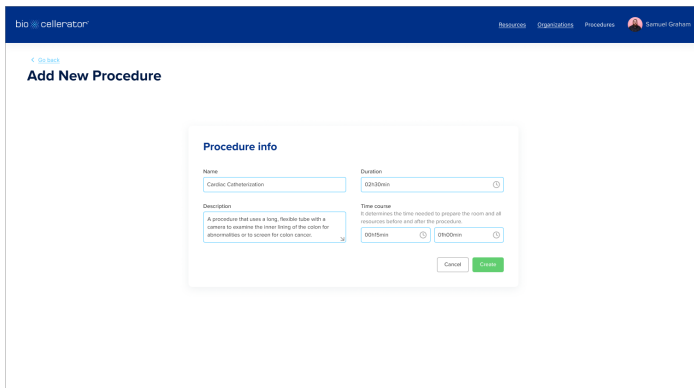 bio cellerator
Resources Organizations Procedures Samuel Graham
Go back
Add New Procedure
Procedure info
Name
Cardiac Catheterization
Duration
02h30min
Description
A procedure that uses a long, flexible tube with a
camera to examine the inner lining of the colon for
abnormalities or to screen for colon cancer.
Time course
It determines the time needed to prepare the room and all
resources before and after the procedure.
00h15min 01h00min
Cancel Create